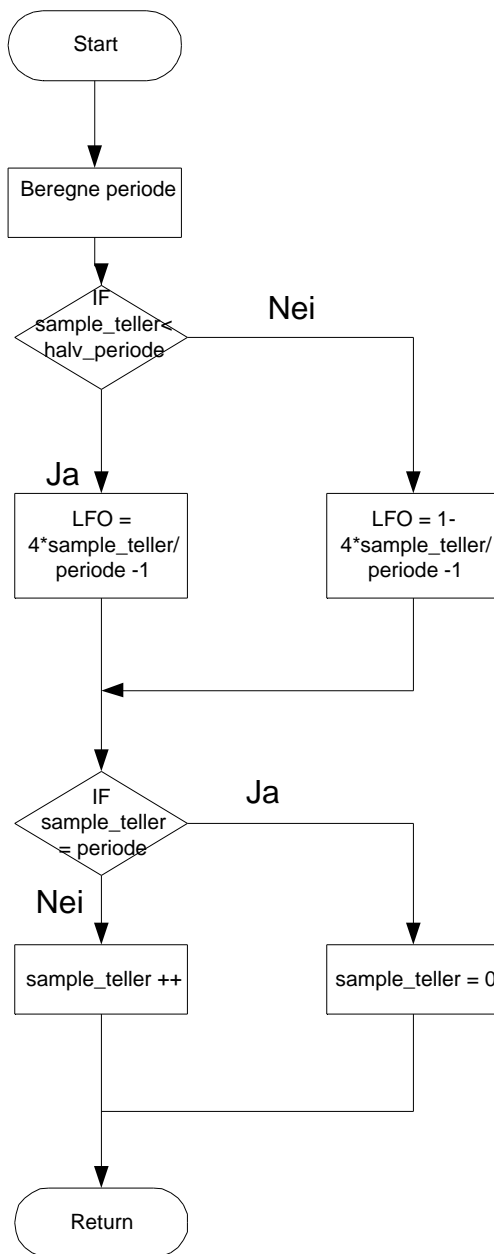 Start
Beregne periode
IF
sample_teller<
halv_periode
Nei
Ja
LFO =
4*sample_teller/
periode -1
LFO = 1-
4*sample_teller/
periode -1
IF
sample_teller
= periode
Ja
Nei
sample_teller ++
sample_teller = 0
Return